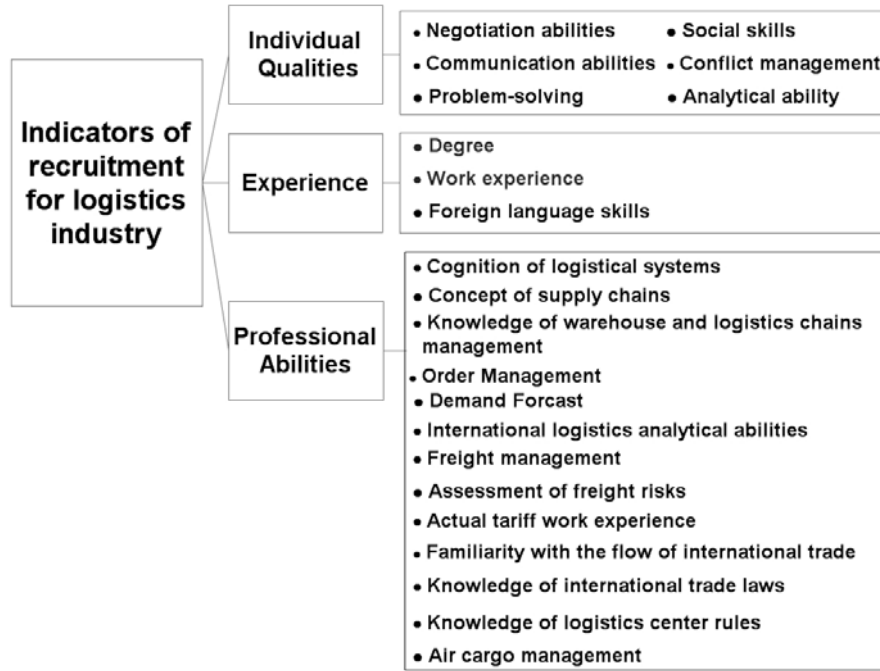 Indicators of
recruitment
for logistics
industry
Individual
Qualities
• Negotiation abilities
• Social skills
• Communication abilities
• Conflict management
• Problem-solving
• Analytical ability
Experience
• Degree
• Work experience
• Foreign language skills
Professional
Abilities
• Cognition of logistical systems
• Concept of supply chains
• Knowledge of warehouse and logistics chains
management
• Order Management
• Demand Forcast
• International logistics analytical abilities
• Freight management
• Assessment of freight risks
• Actual tariff work experience
• Familiarity with the flow of international trade
• Knowledge of international trade laws
• Knowledge of logistics center rules
• Air cargo management